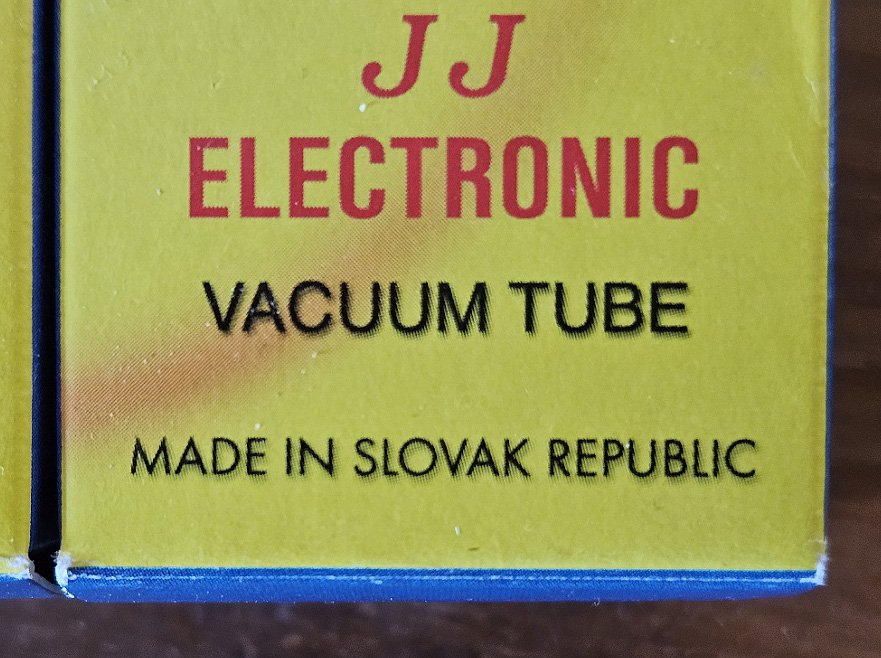 JJ
ELECTRONIC
VACUUM TUBE
MADE IN SLOVAK REPUBLIC